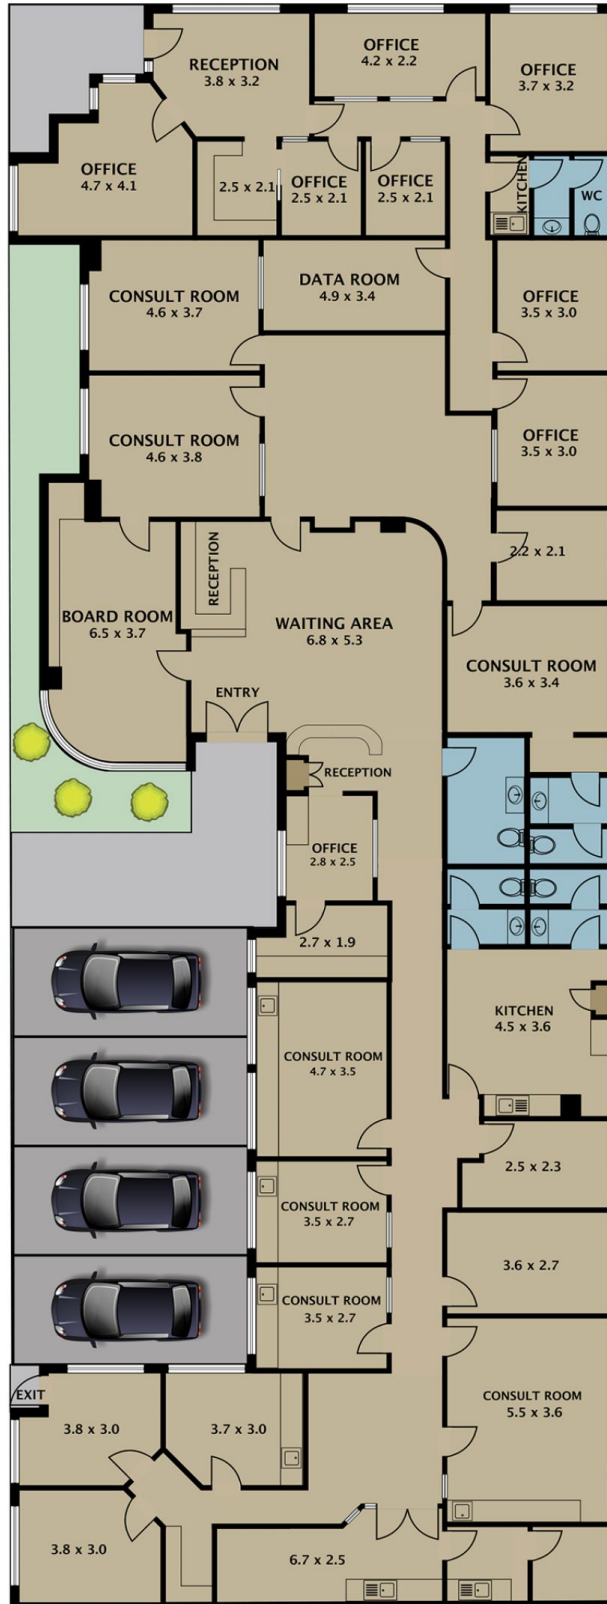 RECEPTION
3.8 x 3.2
OFFICE
4.2 x 2.2
OFFICE
3.7 x 3.2
OFFICE
4.7 x 4.1
2.5 x 2.1
OFFICE
2.5 x 2.1
OFFICE
2.5 x 2.1
KITCHEN
WC
CONSULT ROOM
4.6 x 3.7
DATA ROOM
4.9 x 3.4
OFFICE
3.5 x 3.0
CONSULT ROOM
4.6 x 3.8
OFFICE
3.5 x 3.0
2.2 x 2.1
RECEPTION
BOARD ROOM
6.5 x 3.7
WAITING AREA
6.8 x 5.3
CONSULT ROOM
3.6 x 3.4
ENTRY
RECEPTION
OFFICE
2.8 x 2.5
2.7 x 1.9
KITCHEN
4.5 x 3.6
CONSULT ROOM
4.7 x 3.5
2.5 x 2.3
CONSULT ROOM
3.5 x 2.7
3.6 x 2.7
CONSULT ROOM
3.5 x 2.7
EXIT
3.8 x 3.0
3.7 x 3.0
CONSULT ROOM
5.5 x 3.6
3.8 x 3.0
6.7 x 2.5